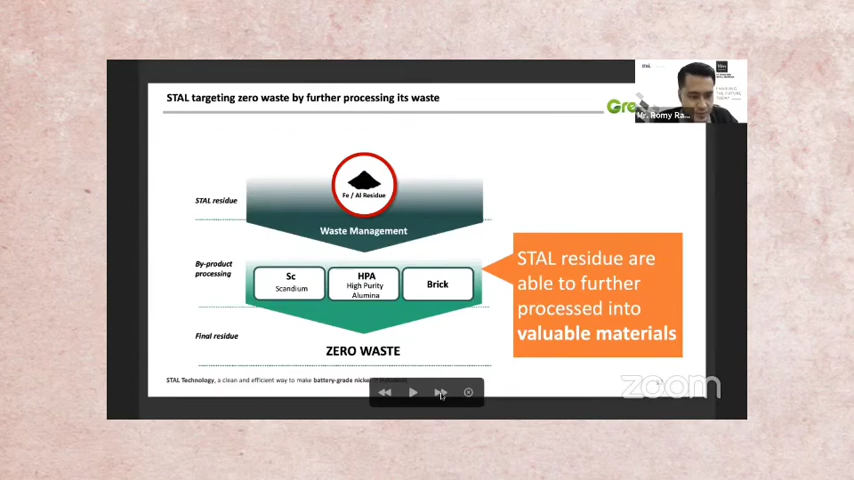 STAL targeting zero waste by further processing its waste
Gre
Mr. Romy Ra...
STAL residue
Fe / Al Residue
Waste Management
By-product
processing
Sc
Scandium
HPA
High Purity
Alumina
Brick
STAL residue are
able to further
processed into
valuable materials
Final residue
ZERO WASTE
STAL Technology, a clean and efficient way to make battery-grade nickel
zoom